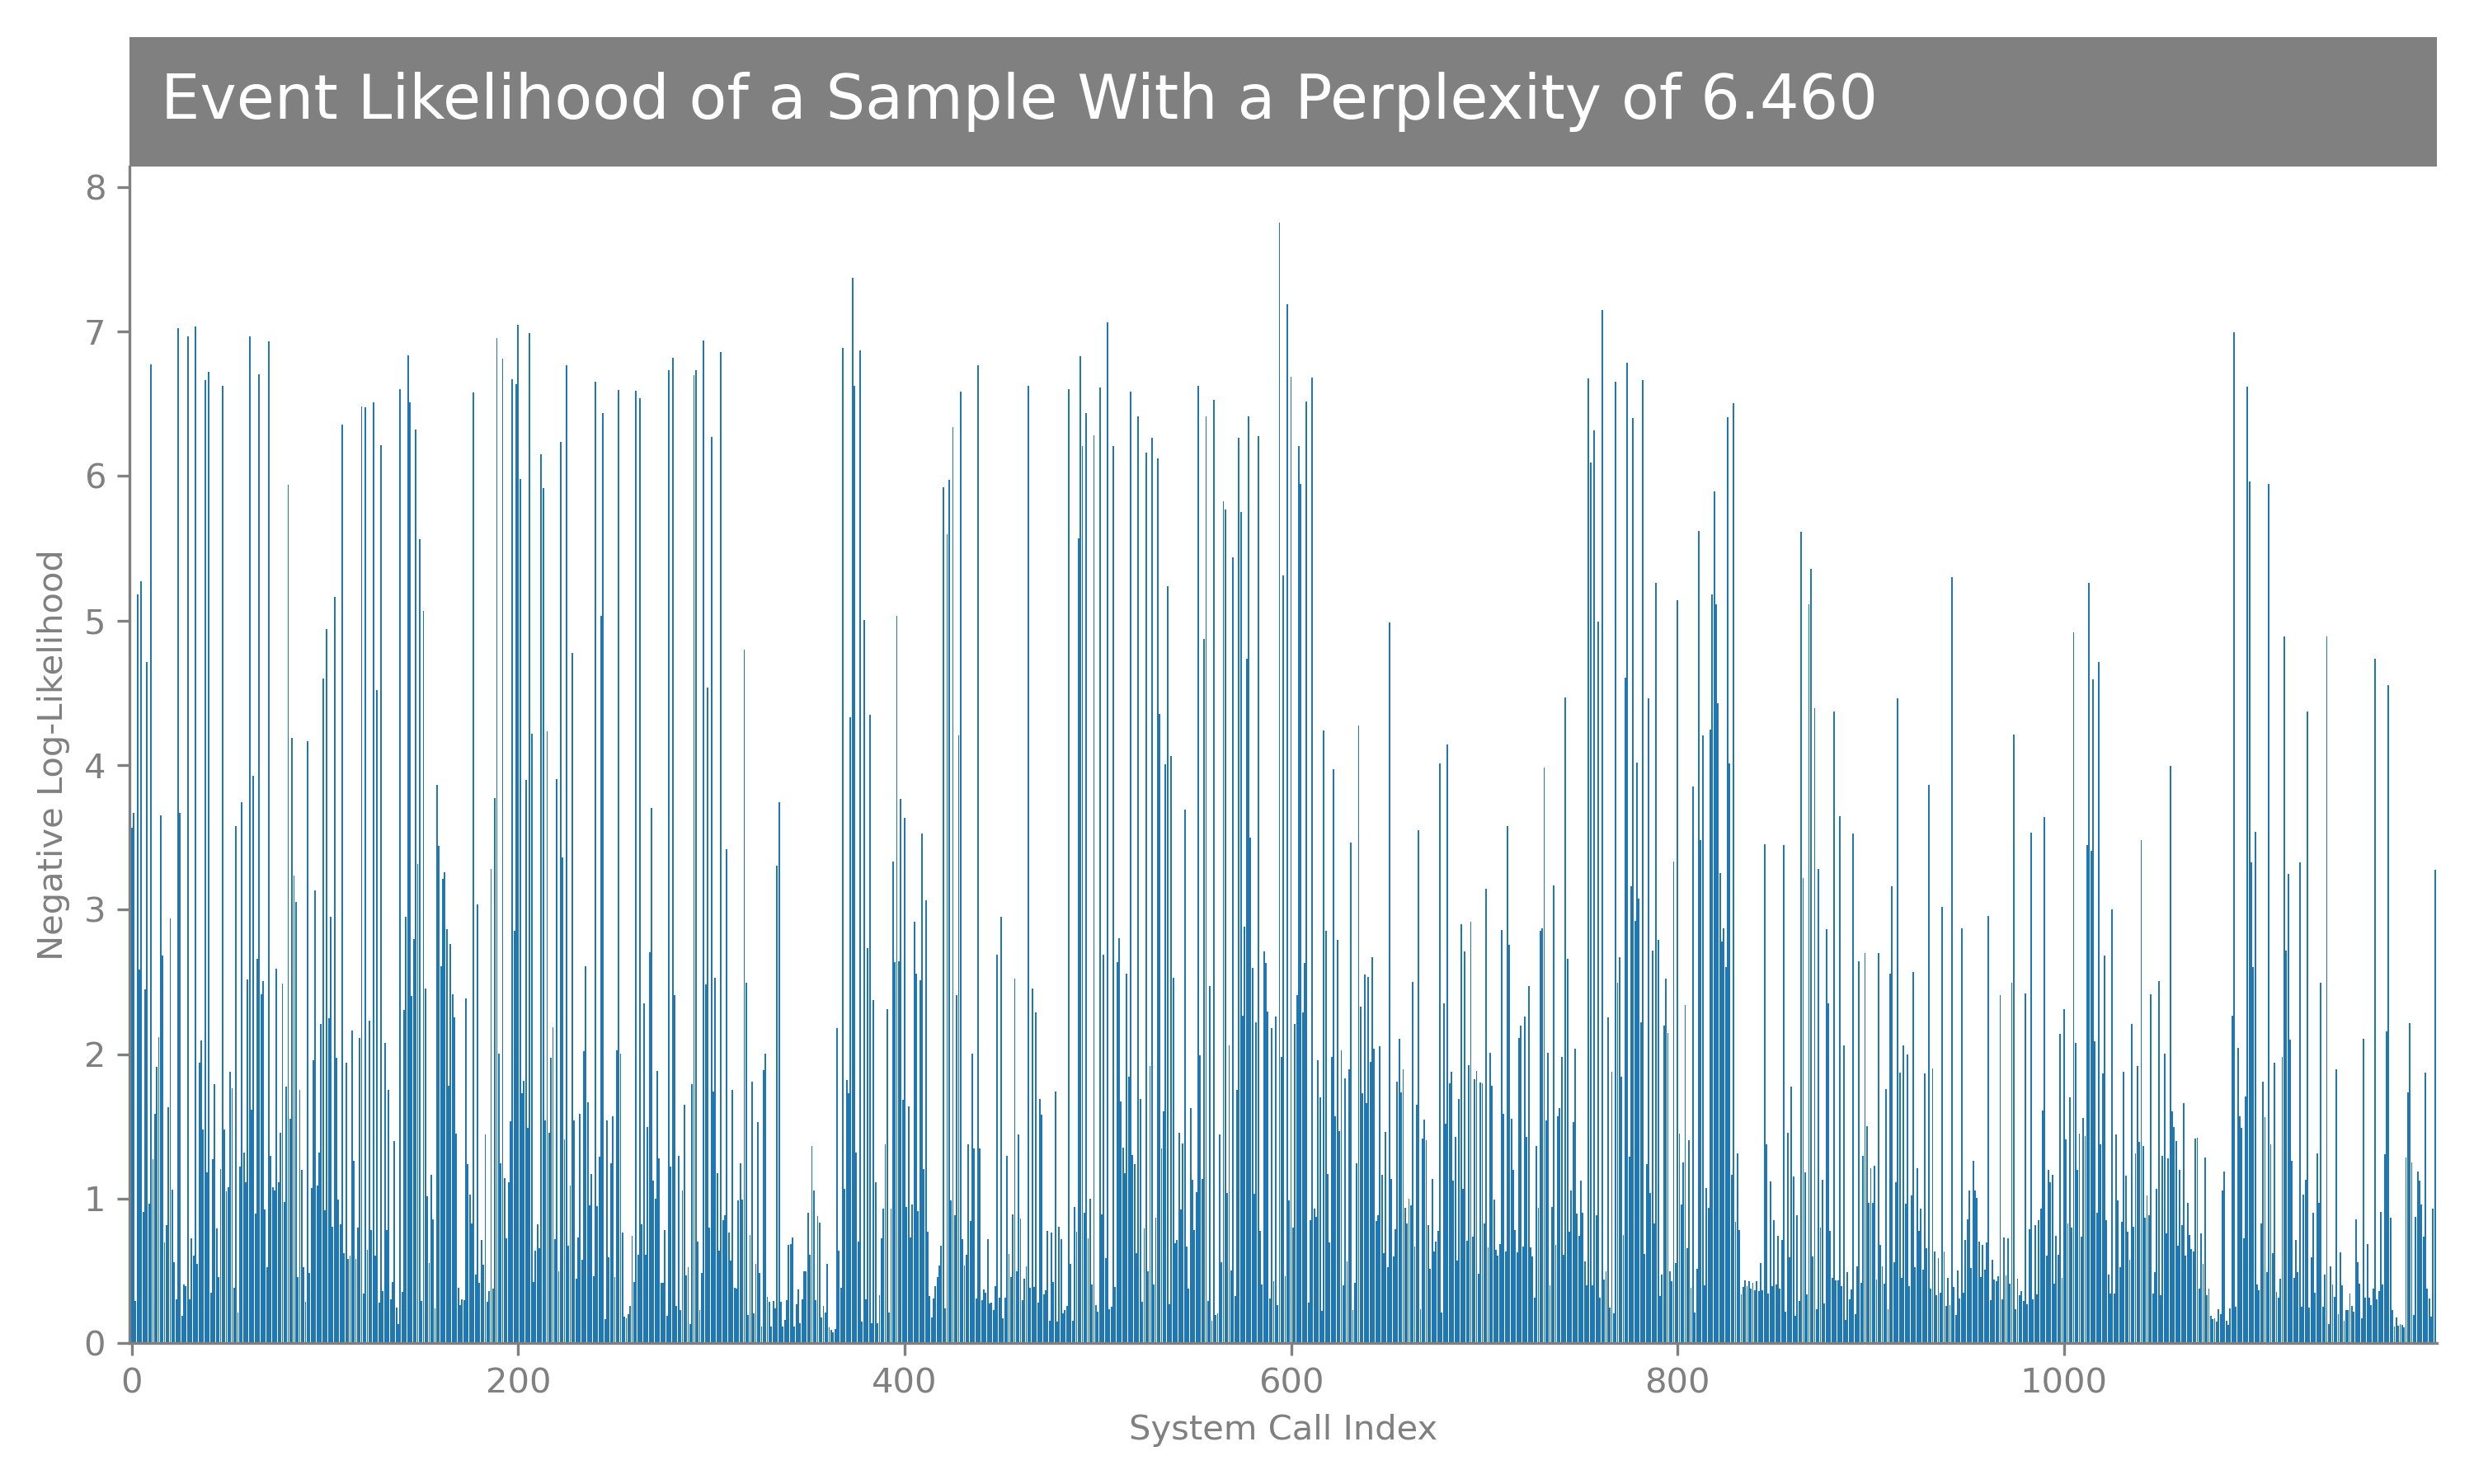 Event Likelihood of a Sample With a Perplexity of 6.460
8
7
6
5
4
3
2
1
0
Negative Log-Likelihood
0 200 400 600 800 1000
System Call Index